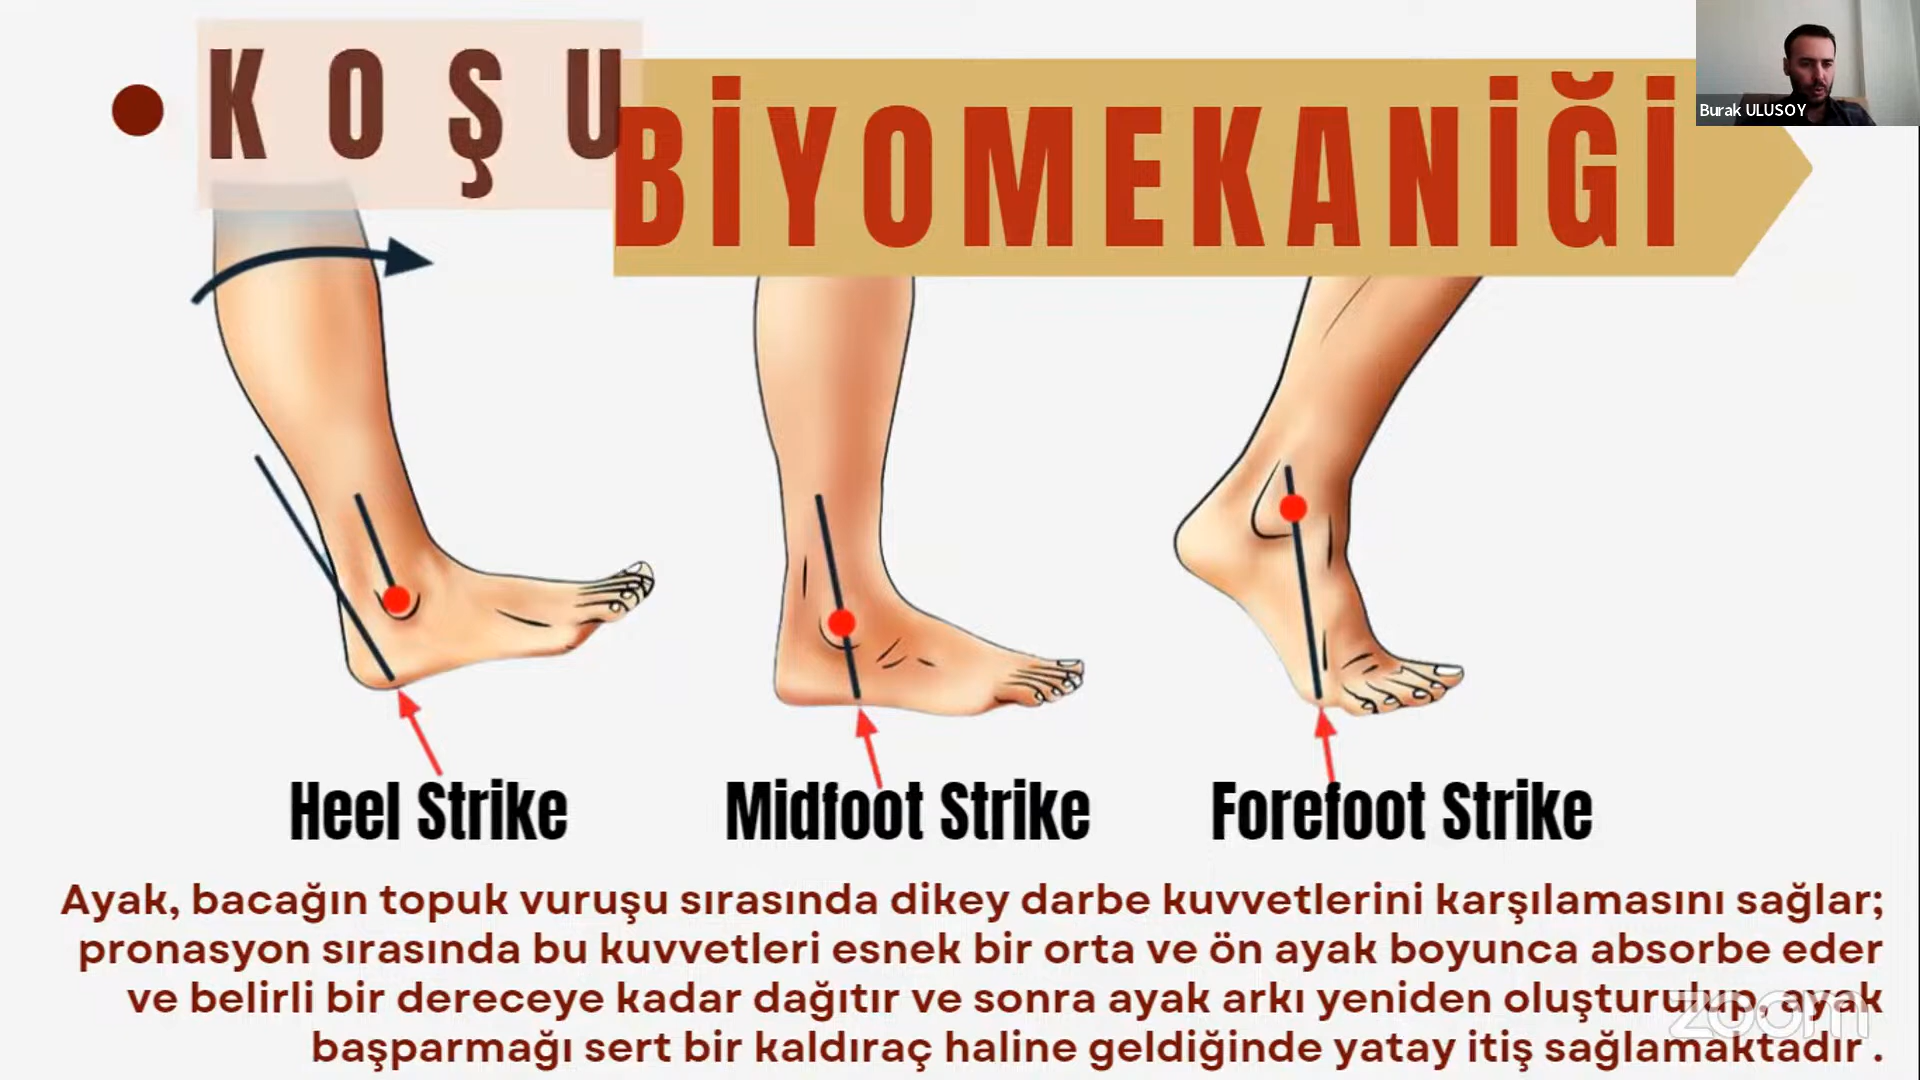 KOŞU
BİYOMEKANİĞİ
Burak ULUSOY
Heel Strike
Midfoot Strike
Forefoot Strike
Ayak, bacağın topuk vuruşu sırasında dikey darbe kuvvetlerini karşılamasını sağlar;
pronasyon sırasında bu kuvvetleri esnek bir orta ve ön ayak boyunca absorbe eder
ve belirli bir dereceye kadar dağıtır ve sonra ayak arkı yeniden oluşturulup, ayak
başparmağı sert bir kaldıraç haline geldiğinde yatay itiş sağlamaktadır .
zoom